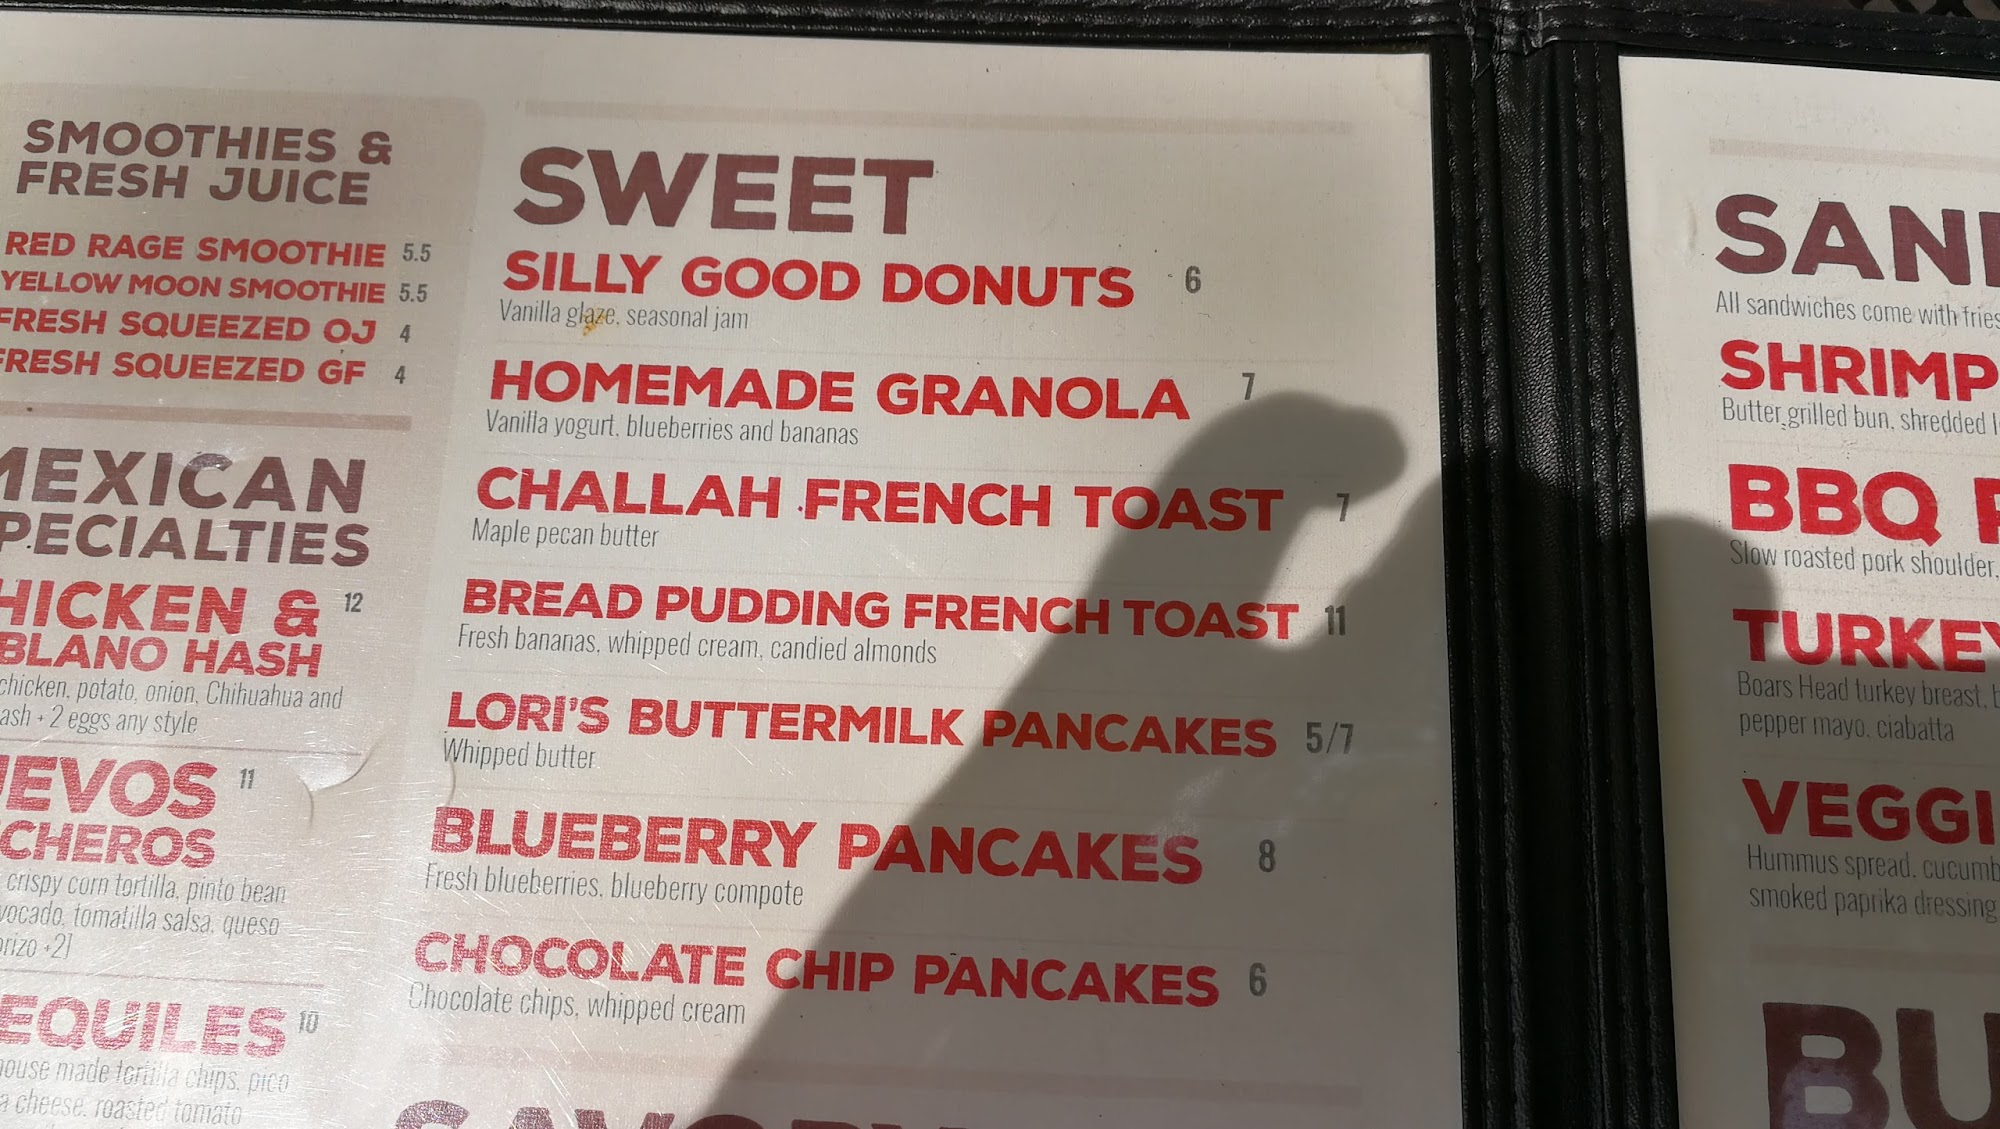 SMOOTHIES &
FRESH JUICE
RED RAGE SMOOTHIE 5.5
YELLOW MOON SMOOTHIE 5.5
FRESH SQUEEZED OJ 4
FRESH SQUEEZED GF 4
MEXICAN
SPECIALTIES
CHICKEN & 12
BLANO HASH
chicken, potato, onion, Chihuahua and
ash + 2 eggs any style
EVOS 11
CHEROS
crispy corn tortilla, pinto bean
vocado, tomatilla salsa, queso
orizo +2]
EQUILES 10
house made tortilla chips, pico
a cheese, roasted tomato
SWEET
SILLY GOOD DONUTS 6
Vanilla glaze, seasonal jam
HOMEMADE GRANOLA 7
Vanilla yogurt, blueberries and bananas
CHALLAH FRENCH TOAST 7
Maple pecan butter
BREAD PUDDING FRENCH TOAST 11
Fresh bananas, whipped cream, candied almonds
LORI'S BUTTERMILK PANCAKES 5/7
Whipped butter
BLUEBERRY PANCAKES 8
Fresh blueberries, blueberry compote
CHOCOLATE CHIP PANCAKES 6
Chocolate chips, whipped cream
SAVORY
SAN
All sandwiches come with fries
SHRIMP
Butter grilled bun, shredded
BBQ
Slow roasted pork shoulder,
TURKEY
Boars Head turkey breast,
pepper mayo, ciabatta
VEGGI
Hummus spread, cucumb
smoked paprika dressing
BU